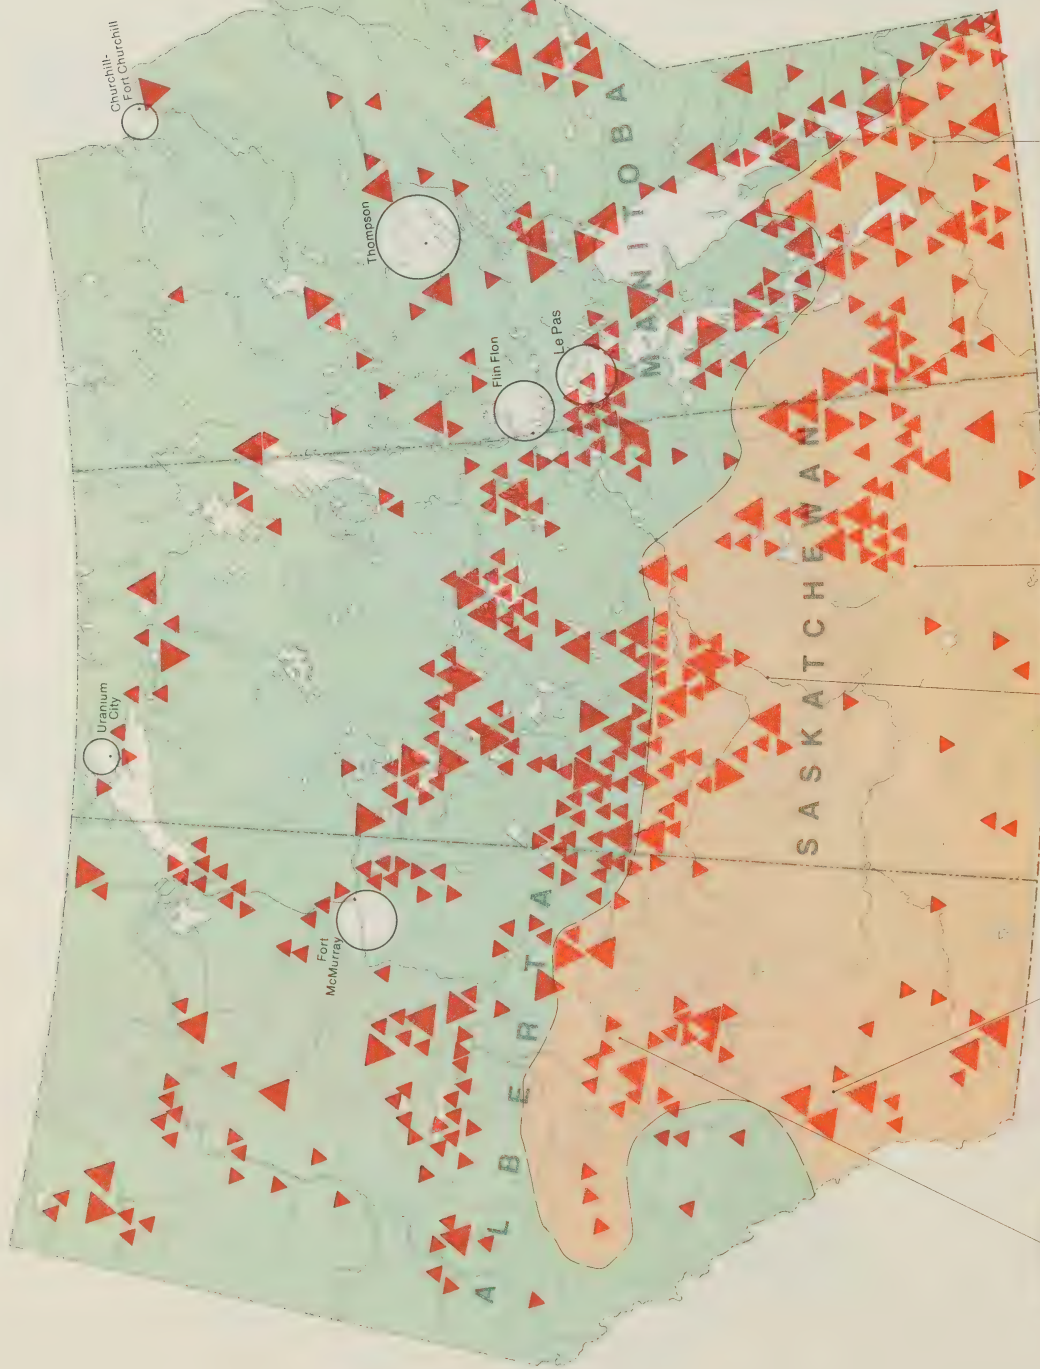 Churchill-
Fort Churchill
Thompson
Flin Flon
Le Pas
Uranium
City
Fort
McMurray
MANITOBA
SASKATCHEWAN
ALBERTA